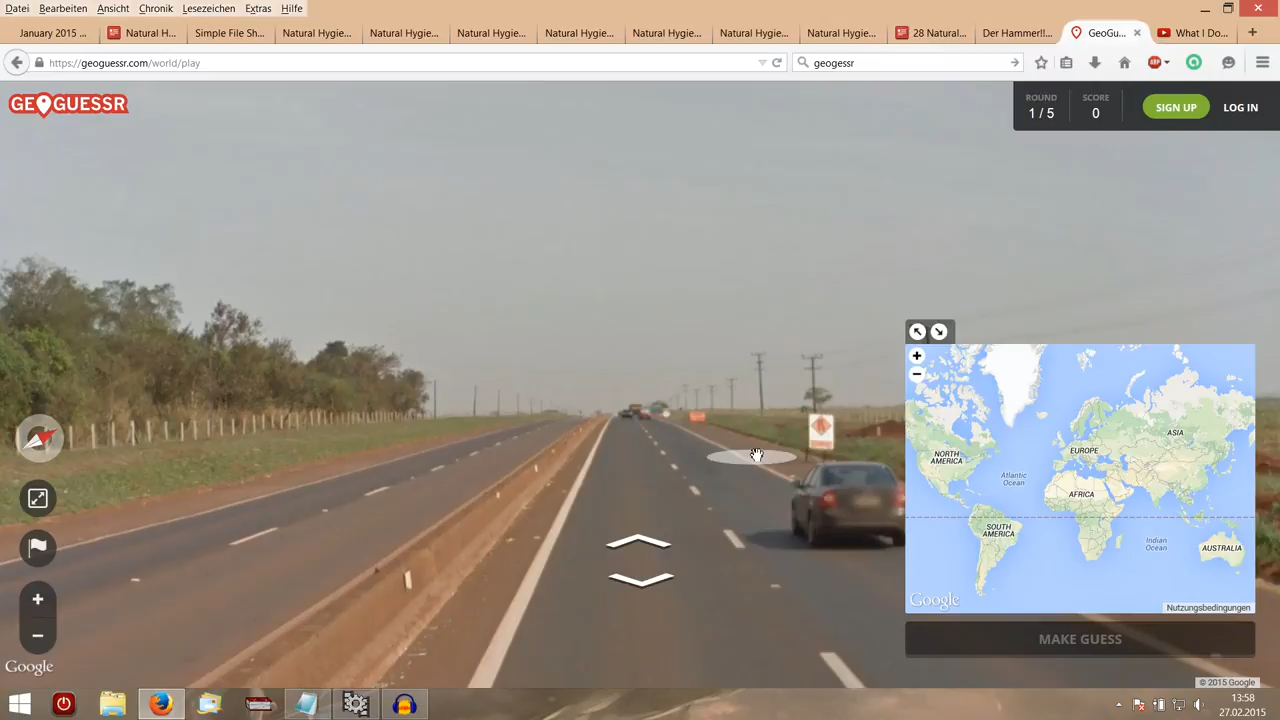 Datei Bearbeiten Ansicht Chronik Lesezeichen Extras Hilfe
January 2015 ... Natural H... Simple File Sh... Natural Hygie... Natural Hygie... Natural Hygie... Natural Hygie... Natural Hygie... Natural Hygie... Natural Hygie... 28 Natural... Der Hammer!!... GeoGu... What I Do...
https://geoguessr.com/world/play geogessr
GEOGUESSR
ROUND SCORE
1 / 5 0 SIGN UP LOG IN
NORTH AMERICA
Atlantic Ocean
EUROPE
ASIA
AFRICA
SOUTH AMERICA
Indian Ocean
AUSTRALIA
Google Nutzungsbedingungen
MAKE GUESS
Google
© 2015 Google
13:58
27.02.2015